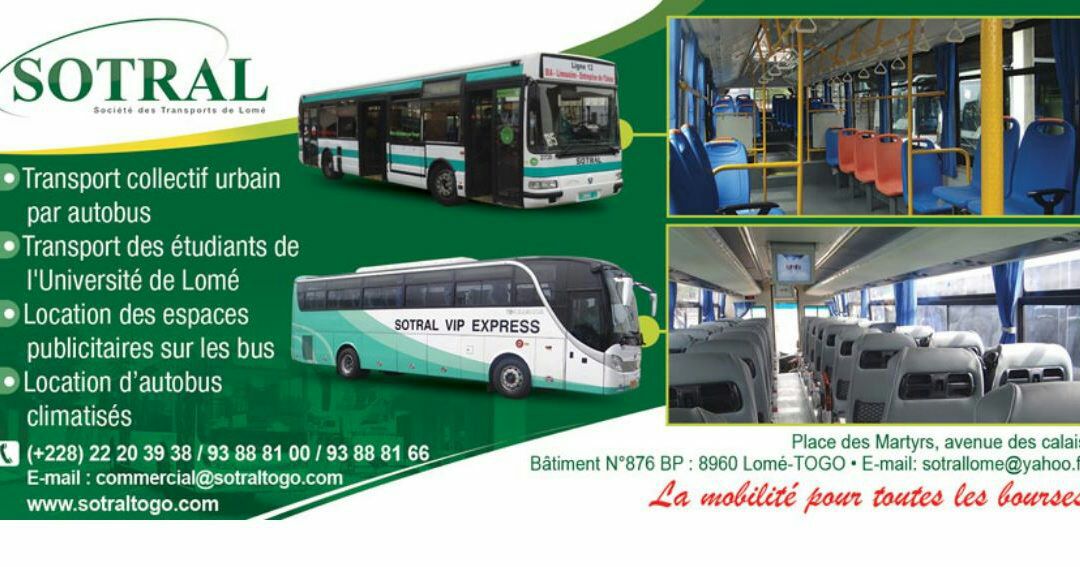 SOTRAL
Société des Transports de Lomé
Transport collectif urbain
par autobus
Transport des étudiants de
l'Université de Lomé
Location des espaces
publicitaires sur les bus
Location d'autobus
climatisés
(+228) 22 20 39 38 / 93 88 81 00 / 93 88 81 66
E-mail : commercial@sotraltogo.com
www.sotraltogo.com
Ligne 13
SOTRAL
SOTRAL VIP EXPRESS
Place des Martyrs, avenue des calais
Bâtiment N°876 BP : 8960 Lomé-TOGO • E-mail: sotrallome@yahoo.f
La mobilité pour toutes les bourses